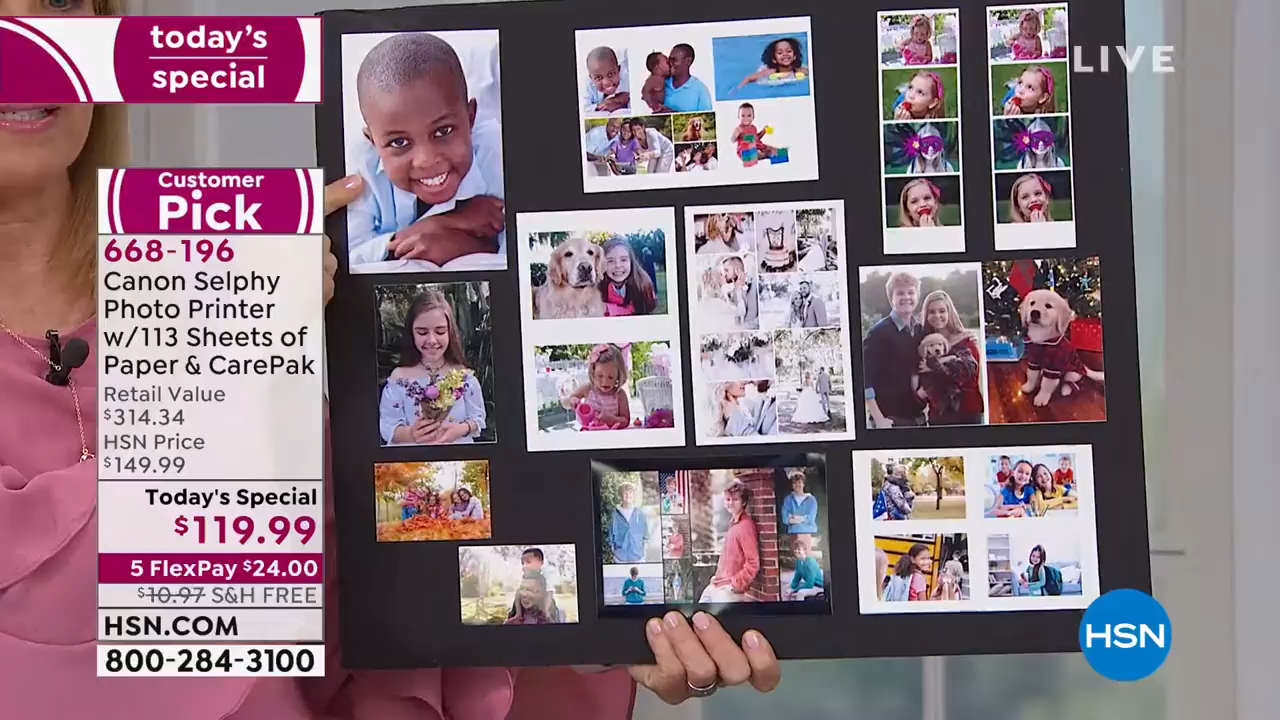 today's
special
LIVE
Customer
Pick
668-196
Canon Selphy
Photo Printer
w/113 Sheets of
Paper & CarePak
Retail Value
$314.34
HSN Price
$149.99
Today's Special
$119.99
5 FlexPay $24.00
$10.97 S&H FREE
HSN.COM
800-284-3100
HSN